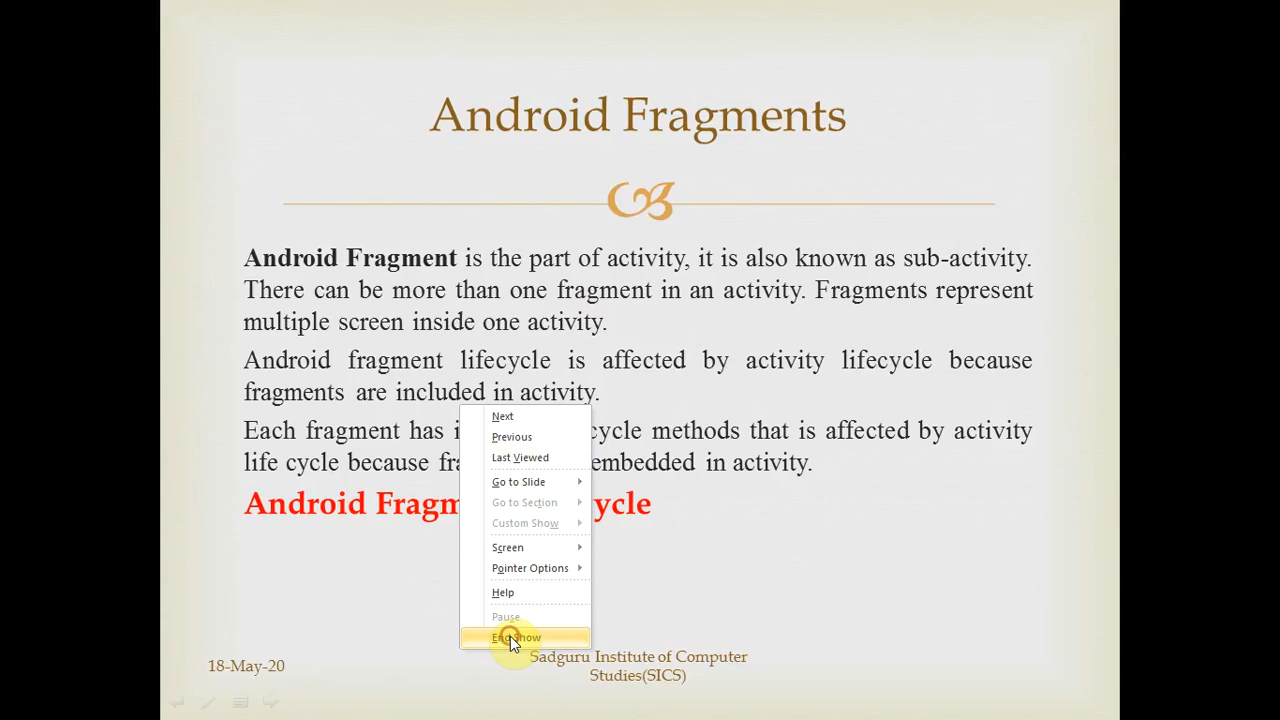 Android Fragments
Android Fragment is the part of activity, it is also known as sub-activity.
There can be more than one fragment in an activity. Fragments represent
multiple screen inside one activity.
Android fragment lifecycle is affected by activity lifecycle because
fragments are included in activity.
Each fragment has i cycle methods that is affected by activity
life cycle because fra embedded in activity.
Android Fragm ycle
Next
Previous
Last Viewed
Go to Slide
Go to Section
Custom Show
Screen
Pointer Options
Help
Pause
End Show
18-May-20
Sadguru Institute of Computer
Studies(SICS)